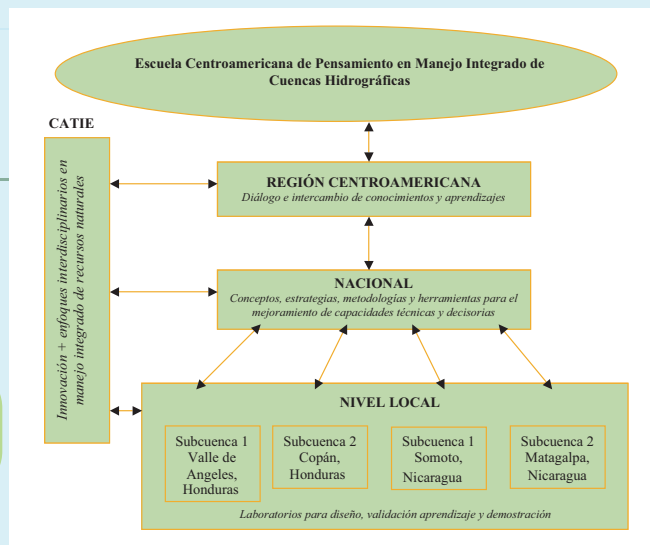 Escuela Centroamericana de Pensamiento en Manejo Integrado de
Cuencas Hidrográficas
CATIE
Innovación + enfoques interdisciplinarios en
manejo integrado de recursos naturales
REGIÓN CENTROAMERICANA
Diálogo e intercambio de conocimientos y aprendizajes
NACIONAL
Conceptos, estrategias, metodologías y herramientas para el
mejoramiento de capacidades técnicas y decisorias
NIVEL LOCAL
Subcuenca 1
Valle de
Angeles,
Honduras
Subcuenca 2
Copán,
Honduras
Subcuenca 1
Somoto,
Nicaragua
Subcuenca 2
Matagalpa,
Nicaragua
Laboratorios para diseño, validación aprendizaje y demostración